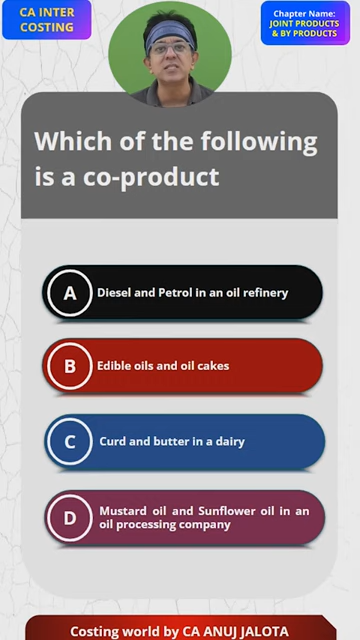 CA INTER
COSTING
Chapter Name:
JOINT PRODUCTS
& BY PRODUCTS
Which of the following
is a co-product
A Diesel and Petrol in an oil refinery
B Edible oils and oil cakes
C Curd and butter in a dairy
D Mustard oil and Sunflower oil in an
oil processing company
Costing world by CA ANUJ JALOTA